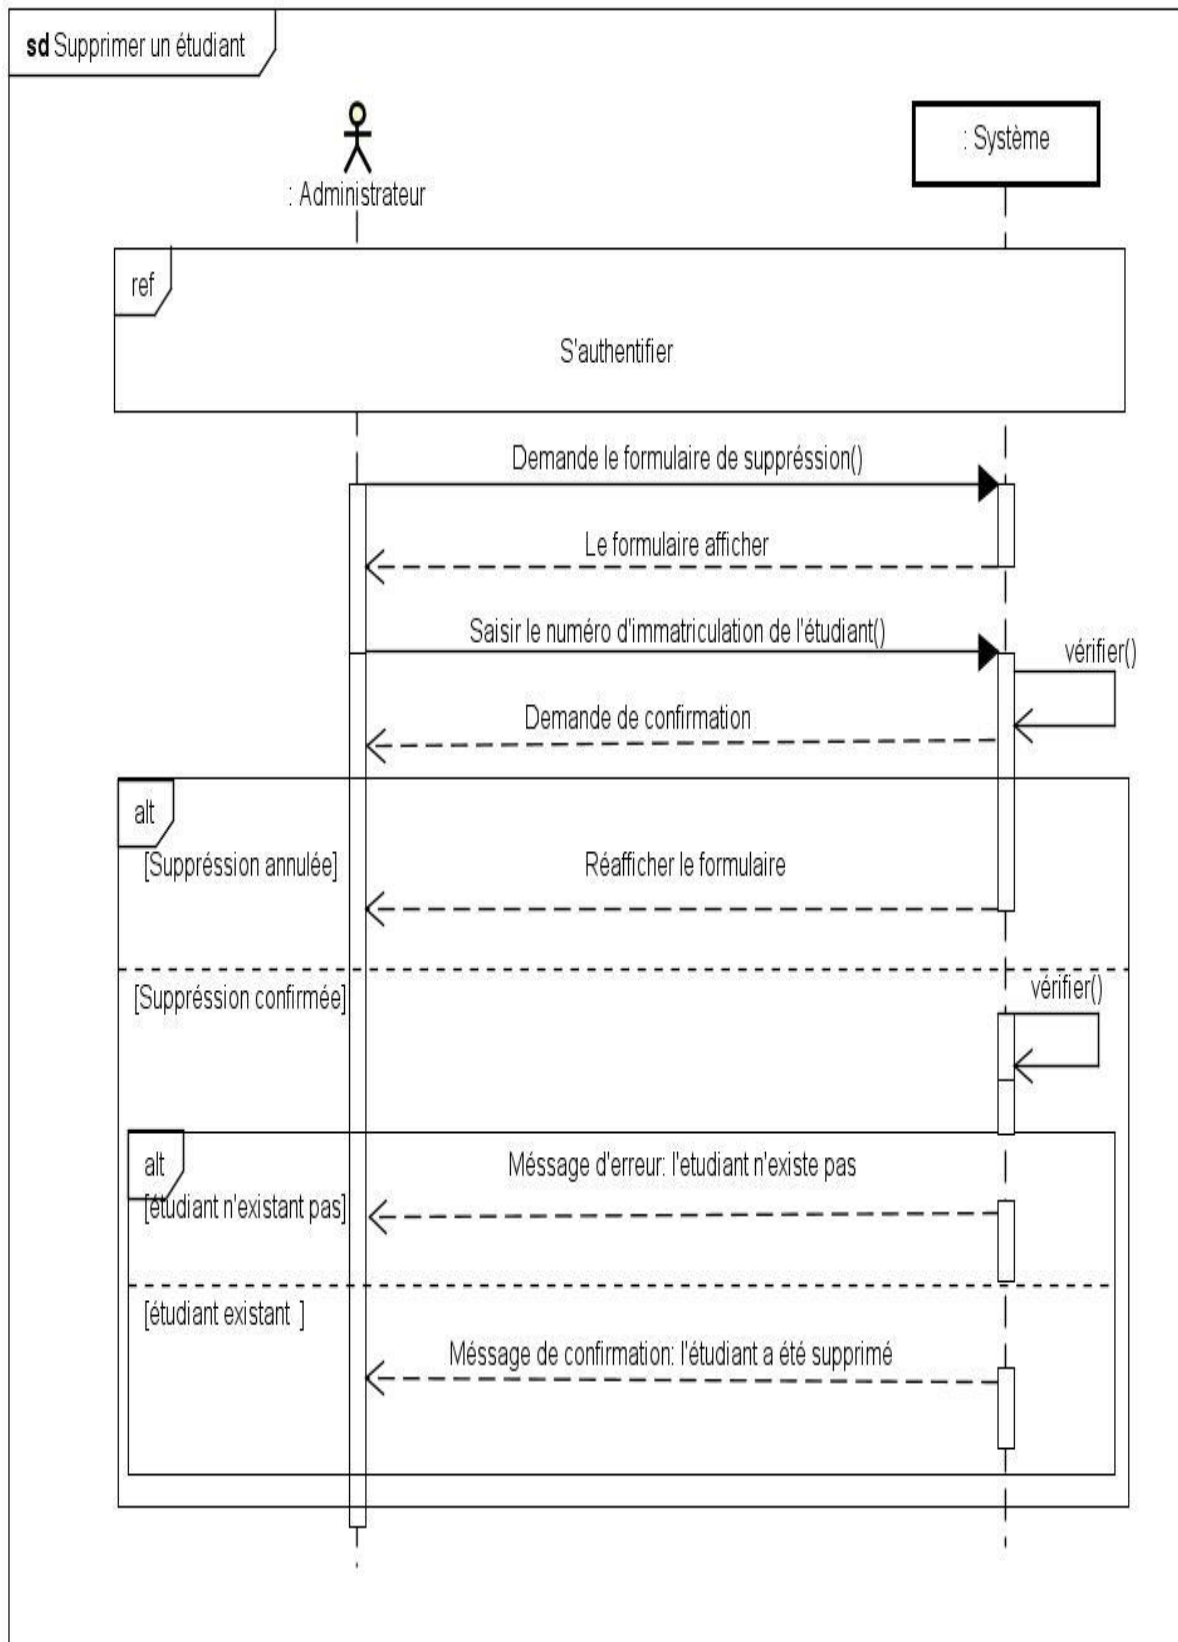 sd Supprimer un étudiant
: Système
: Administrateur
ref
S'authentifier
Demande le formulaire de suppréssion()
Le formulaire afficher
Saisir le numéro d'immatriculation de l'étudiant()
vérifier()
Demande de confirmation
alt
[Suppréssion annulée]
Réafficher le formulaire
[Suppréssion confirmée]
vérifier()
alt
Méssage d'erreur: l'etudiant n'existe pas
[étudiant n'existant pas]
[étudiant existant ]
Méssage de confirmation: l'étudiant a été supprimé